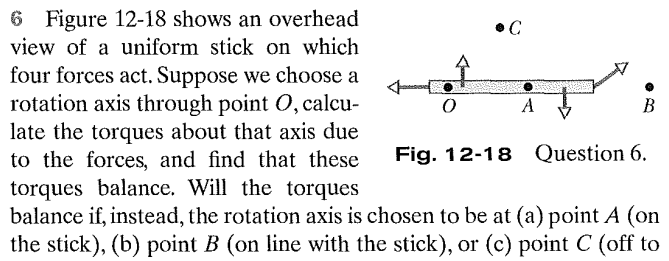 6 Figure 12-18 shows an overhead
view of a uniform stick on which
four forces act. Suppose we choose a
rotation axis through point O, calcu-
late the torques about that axis due
to the forces, and find that these
torques balance. Will the torques
balance if, instead, the rotation axis is chosen to be at (a) point A (on
the stick), (b) point B (on line with the stick), or (c) point C (off to
C
O
A
B
Fig. 12-18 Question 6.